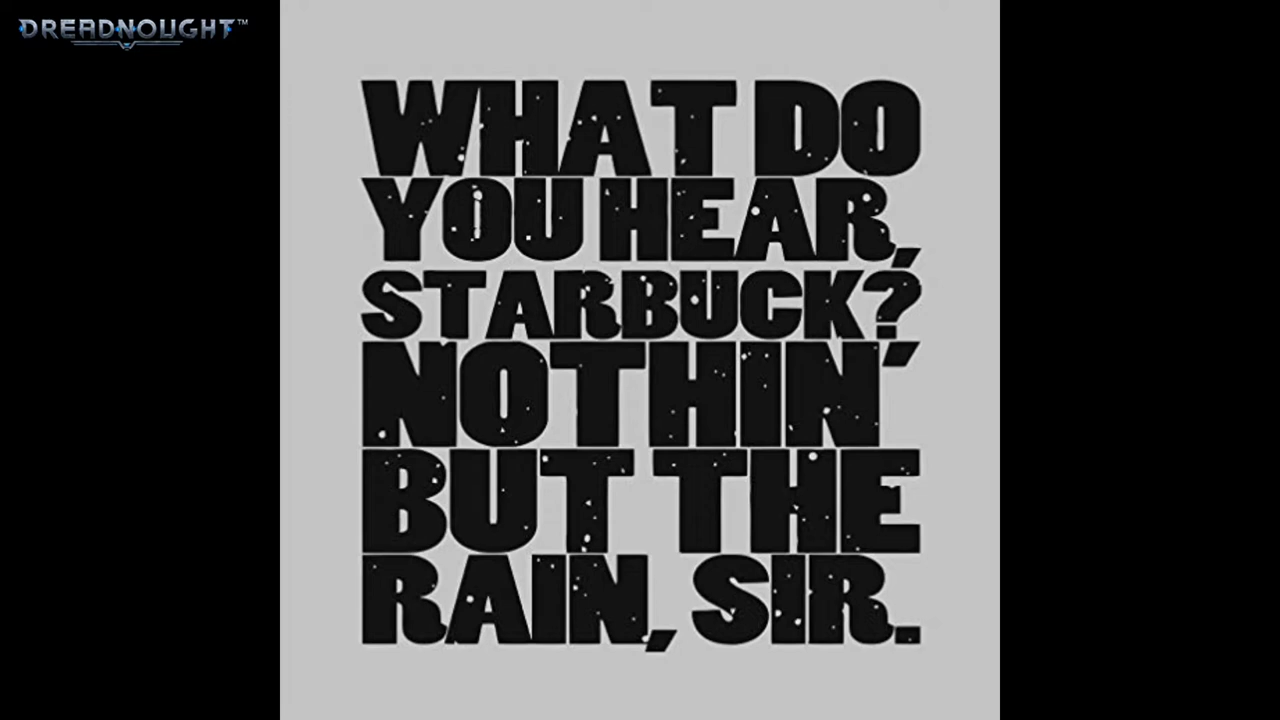 DREADNOUGHT™
WHAT DO
YOU HEAR,
STARBUCK?
NOTHIN'
BUT THE
RAIN, SIR.